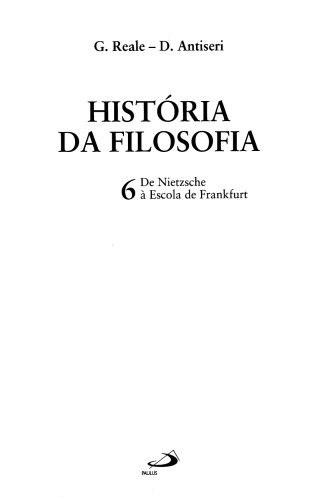 G. Reale – D. Antiseri
HISTÓRIA
DA FILOSOFIA
6 De Nietzsche
à Escola de Frankfurt
PAULUS